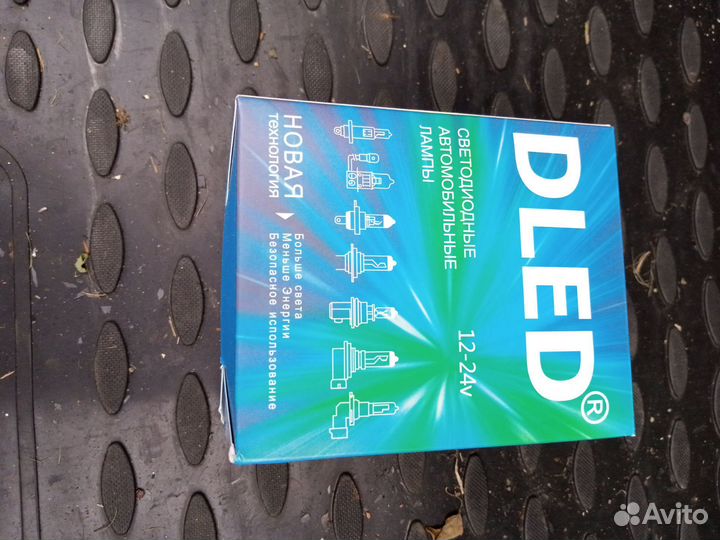 DLED®
СВЕТОДИОДНЫЕ
АВТОМОБИЛЬНЫЕ
ЛАМПЫ
12-24v
НОВАЯ
ТЕХНОЛОГИЯ
Больше света
Меньше Энергии
Безопасное использование
Avito